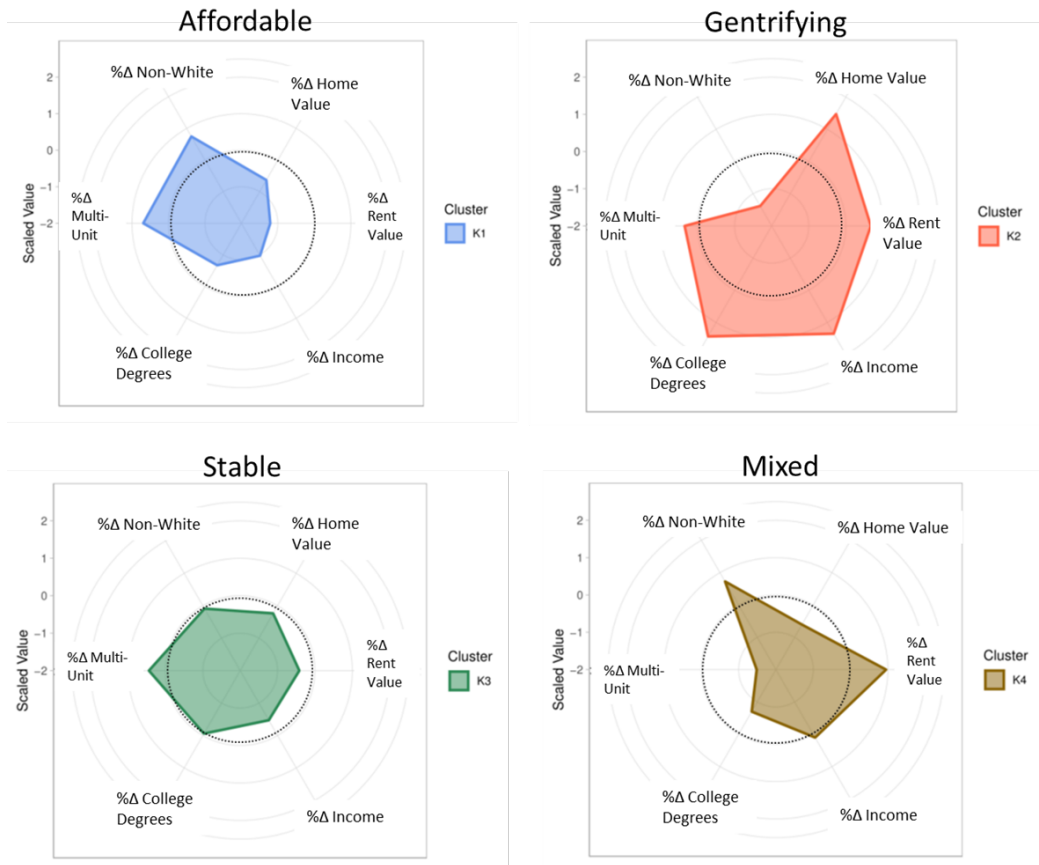 Affordable
%Δ Non-White
%Δ Home
Value
2
1
0
-1
-2
Scaled Value
%Δ
Multi-
Unit
%Δ
Rent
Value
Cluster
K1
%Δ College
Degrees
%Δ Income
Gentrifying
%Δ Non-White
%Δ Home Value
2
1
0
-1
-2
Scaled Value
%Δ Multi-
Unit
%Δ Rent
Value
Cluster
K2
%Δ College
Degrees
%Δ Income
Stable
%Δ Non-White
%Δ Home
Value
2
1
0
-1
-2
Scaled Value
%Δ Multi-
Unit
%Δ
Rent
Value
Cluster
K3
%Δ College
Degrees
%Δ Income
Mixed
%Δ Non-White
%Δ Home Value
2
1
0
-1
-2
Scaled Value
%Δ Multi-
Unit
%Δ
Rent
Value
Cluster
K4
%Δ College
Degrees
%Δ Income